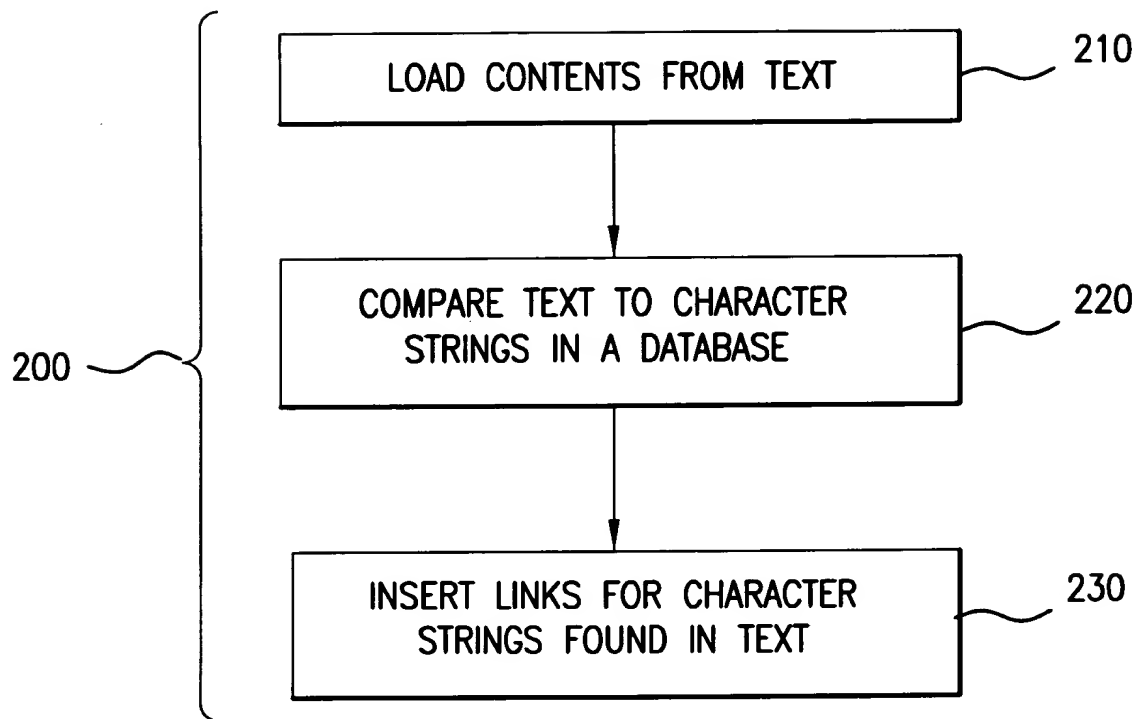 LOAD CONTENTS FROM TEXT
210
COMPARE TEXT TO CHARACTER
STRINGS IN A DATABASE
220
200
INSERT LINKS FOR CHARACTER
STRINGS FOUND IN TEXT
230